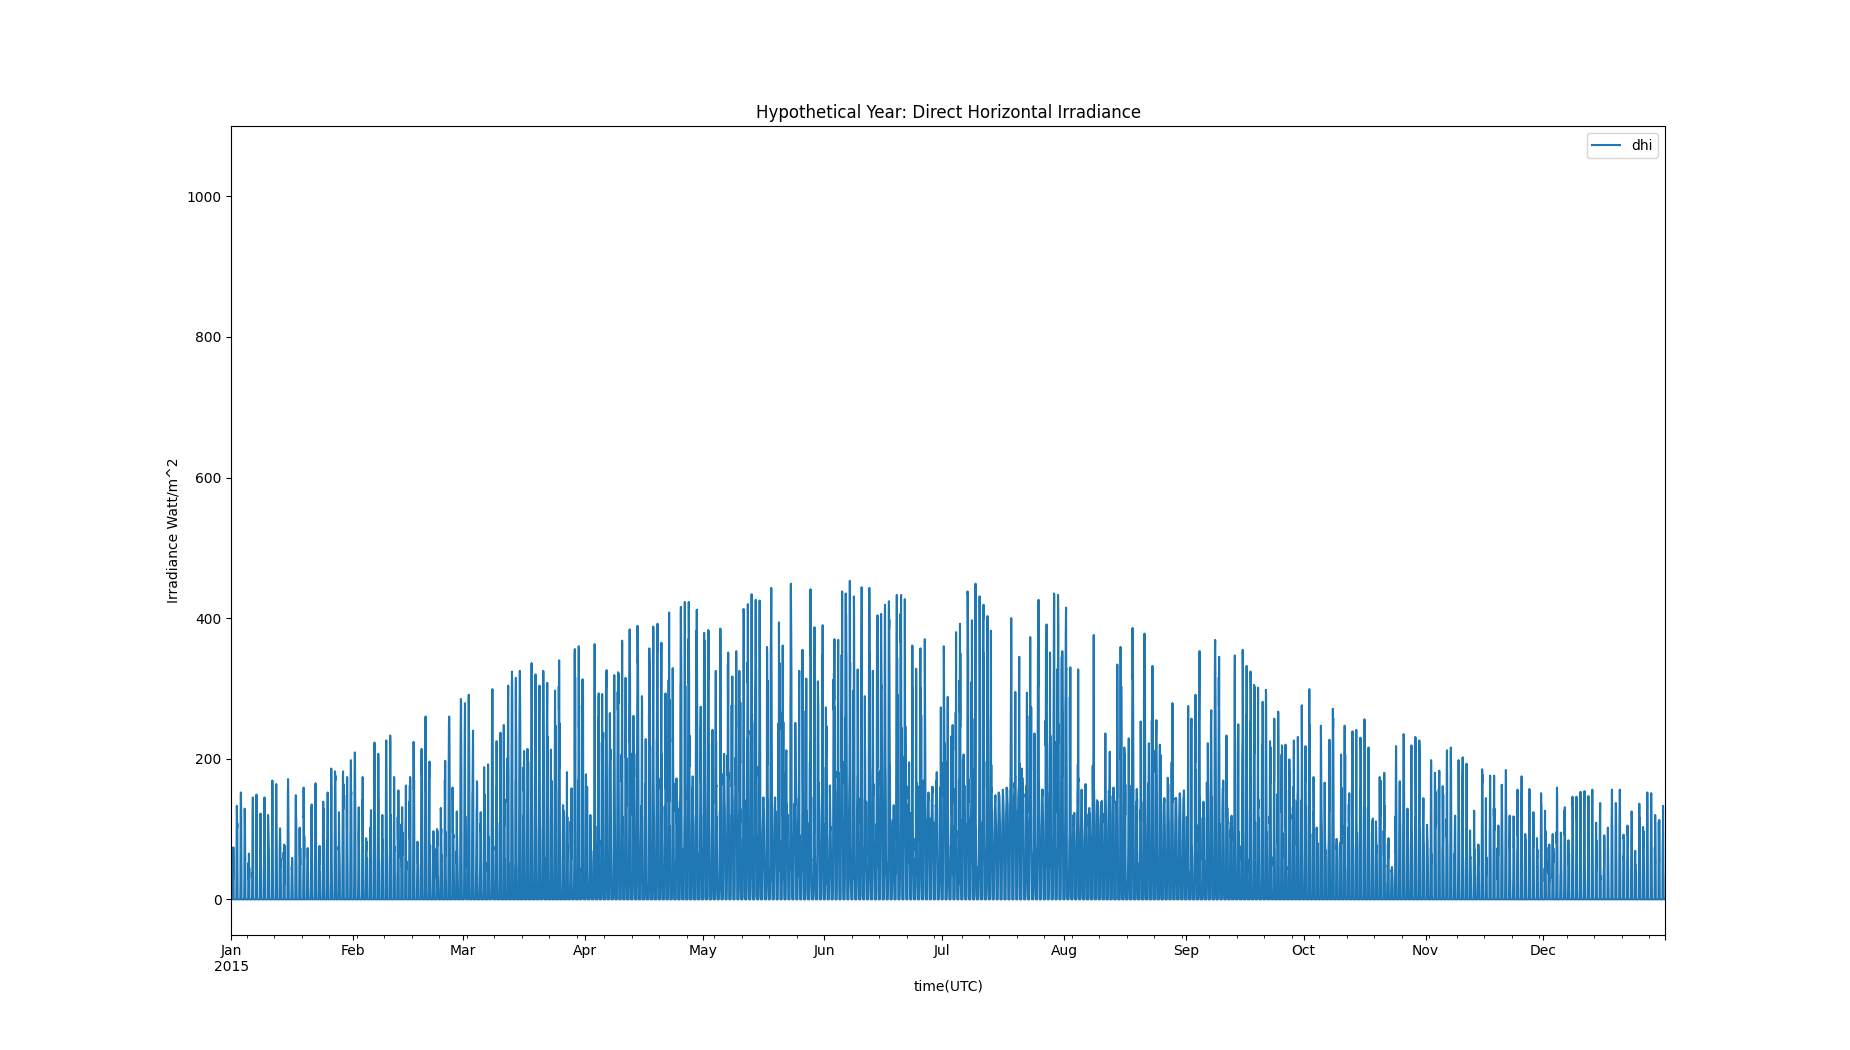 Hypothetical Year: Direct Horizontal Irradiance
dhi
1000
800
600
400
200
0
Irradiance Watt/m^2
Jan Feb Mar Apr May Jun Jul Aug Sep Oct Nov Dec
2015
time(UTC)